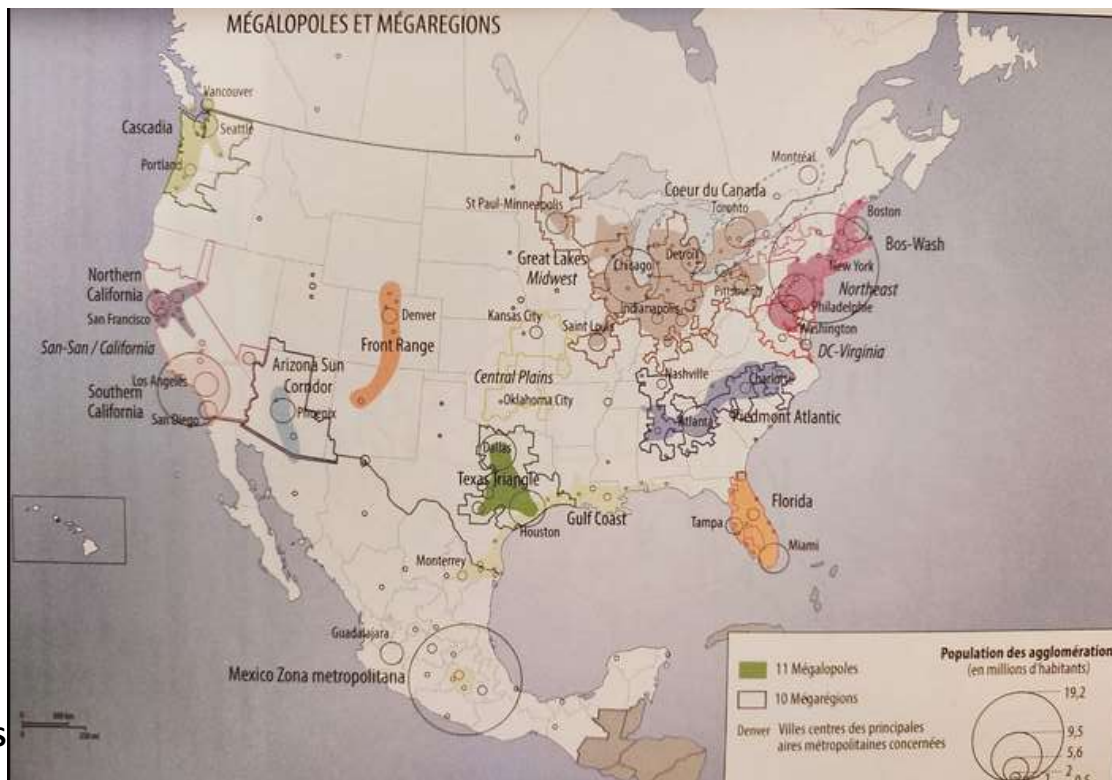 MÉGALOPOLES ET MÉGAREGIONS
Vancouver
Cascadia
Seattle
Portland
Montréal
Coeur du Canada
Toronto
St Paul-Minneapolis
Boston
Bos-Wash
Great Lakes
Midwest
Chicago
Detroit
New York
Northeast
Pittsburgh
Philadelphie
Indianapolis
Washington
DC-Virginia
Northern
California
San Francisco
Denver
Front Range
Kansas City
Saint Louis
San-San / California
Arizona Sun
Corridor
Central Plains
Nashville
Charlotte
Los Angeles
Southern
California
San Diego
Phoenix
Oklahoma City
Atlanta
Piedmont Atlantic
Dallas
Texas Triangle
Houston
Gulf Coast
Florida
Tampa
Miami
Monterrey
Guadalajara
Mexico Zona metropolitana
Population des agglomération
(en millions d'habitants)
11 Mégalopoles
10 Mégarégions
Denver Villes centres des principales
aires métropolitaines concernées
19,2
9,5
5,6
2
s